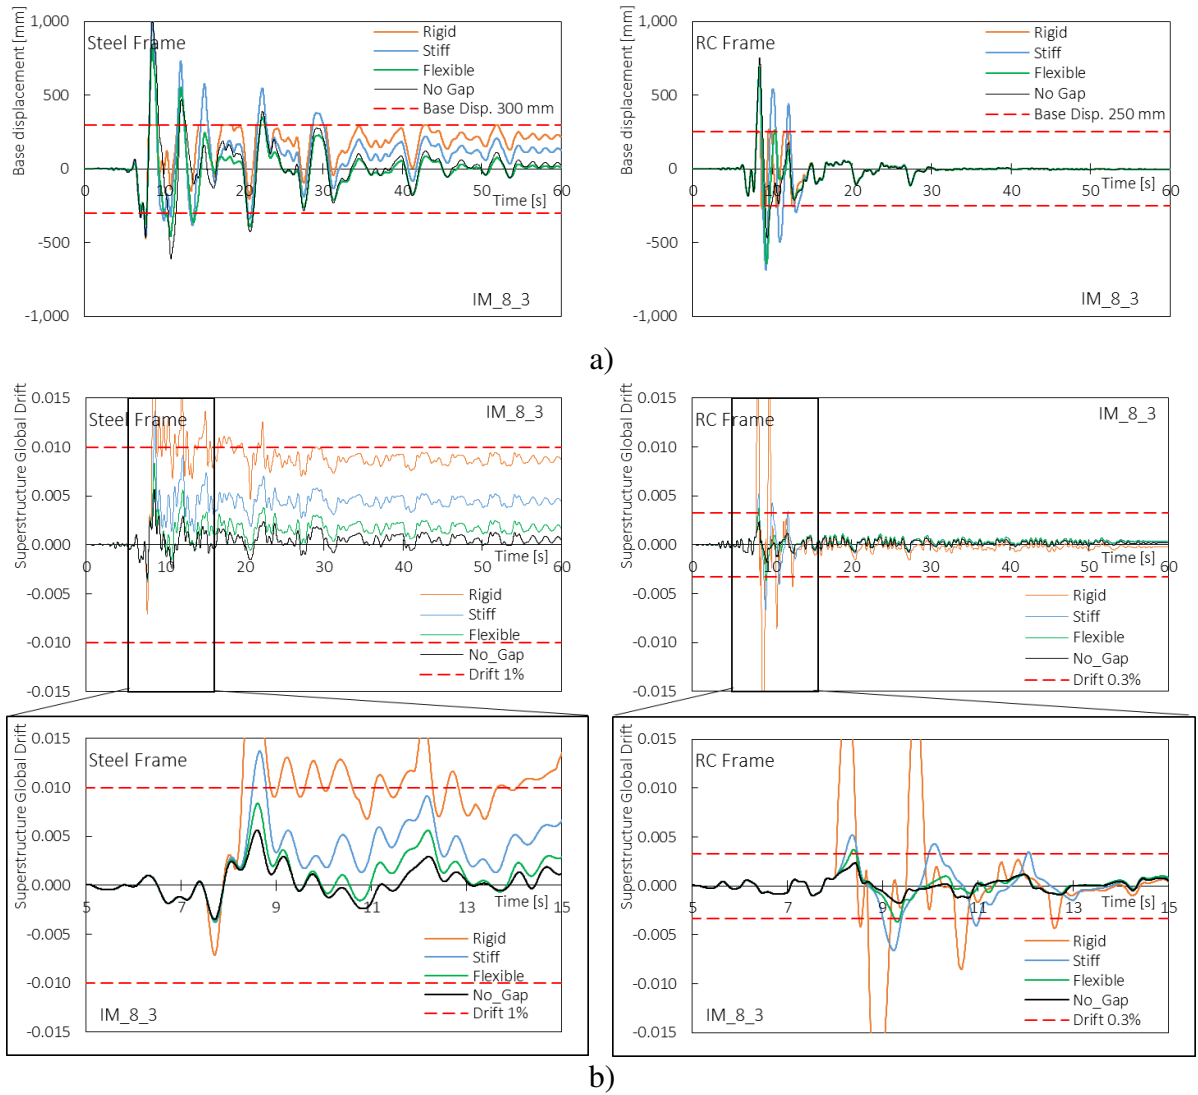 Base displacement [mm]
1,000
500
0
-500
-1,000
Steel Frame
Rigid
Stiff
Flexible
No Gap
Base Disp. 300 mm
0 10 20 30 40 50 60
Time [s]
IM_8_3
Base displacement [mm]
1,000
500
0
-500
-1,000
RC Frame
Rigid
Stiff
Flexible
No Gap
Base Disp. 250 mm
0 10 20 30 40 50 60
Time [s]
IM_8_3
a)
Superstructure Global Drift
0.015
0.010
0.005
0.000
-0.005
-0.010
-0.015
Steel Frame
IM_8_3
0 10 20 30 40 50 60
Time [s]
Rigid
Stiff
Flexible
No_Gap
Drift 1%
Superstructure Global Drift
0.015
0.010
0.005
0.000
-0.005
-0.010
-0.015
RC Frame
IM_8_3
0 10 20 30 40 50 60
Time [s]
Rigid
Stiff
Flexible
No_Gap
Drift 0.3%
Superstructure Global Drift
0.015
0.010
0.005
0.000
-0.005
-0.010
-0.015
Steel Frame
5 7 9 11 13 15
Time [s]
Rigid
Stiff
Flexible
No_Gap
Drift 1%
IM_8_3
Superstructure Global Drift
0.015
0.010
0.005
0.000
-0.005
-0.010
-0.015
RC Frame
5 7 9 11 13 15
Time [s]
Rigid
Stiff
Flexible
No_Gap
Drift 0.3%
IM_8_3
b)